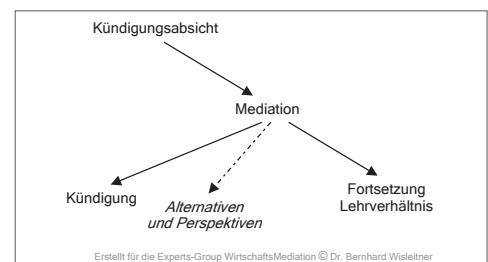 Kündigungsabsicht
Mediation
Kündigung
Alternativen
und Perspektiven
Fortsetzung
Lehrverhältnis
Erstellt für die Experts-Group WirtschaftsMediation © Dr. Bernhard Wisleitner